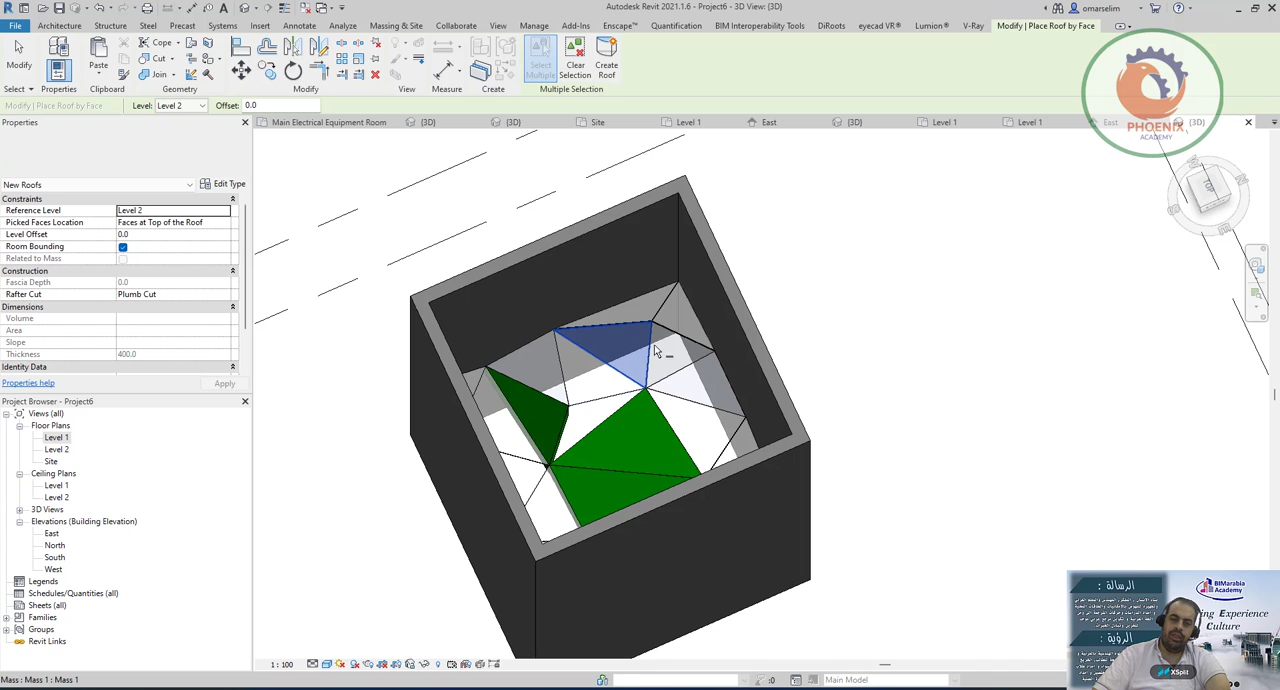 Autodesk Revit 2021.1.6 - Project6 - 3D View: {3D}
omarselim
File Architecture Structure Steel Precast Systems Insert Annotate Analyze Massing & Site Collaborate View Manage Add-Ins Enscape™ Quantification BIM Interoperability Tools DiRoots eyecad VR® Lumion® V-Ray Modify | Place Roof by Face
Cope
Cut
Join
Modify
Paste
Select Multiple
Clear Selection
Create Roof
Select Properties Clipboard Geometry Modify View Measure Create Multiple Selection
Modify | Place Roof by Face Level: Level 2 Offset: 0.0
Properties
Main Electrical Equipment Room {3D} {3D} Site Level 1 East {3D} Level 1 Level 1 East {3D}
PHOENIX
ACADEMY
TOP
New Roofs Edit Type
Constraints
Reference Level Level 2
Picked Faces Location Faces at Top of the Roof
Level Offset 0.0
Room Bounding
Related to Mass
Construction
Fascia Depth 0.0
Rafter Cut Plumb Cut
Dimensions
Volume
Area
Slope
Thickness 400.0
Identity Data
Properties help Apply
Project Browser - Project6
Views (all)
Floor Plans
Level 1
Level 2
Site
Ceiling Plans
Level 1
Level 2
3D Views
Elevations (Building Elevation)
East
North
South
West
Legends
Schedules/Quantities (all)
Sheets (all)
Families
Groups
Revit Links
الرسالة :
الرؤية :
BIMarabia
Academy
Experience
Culture
XSplit
1 : 100
Mass : Mass 1 : Mass 1
:0
Main Model